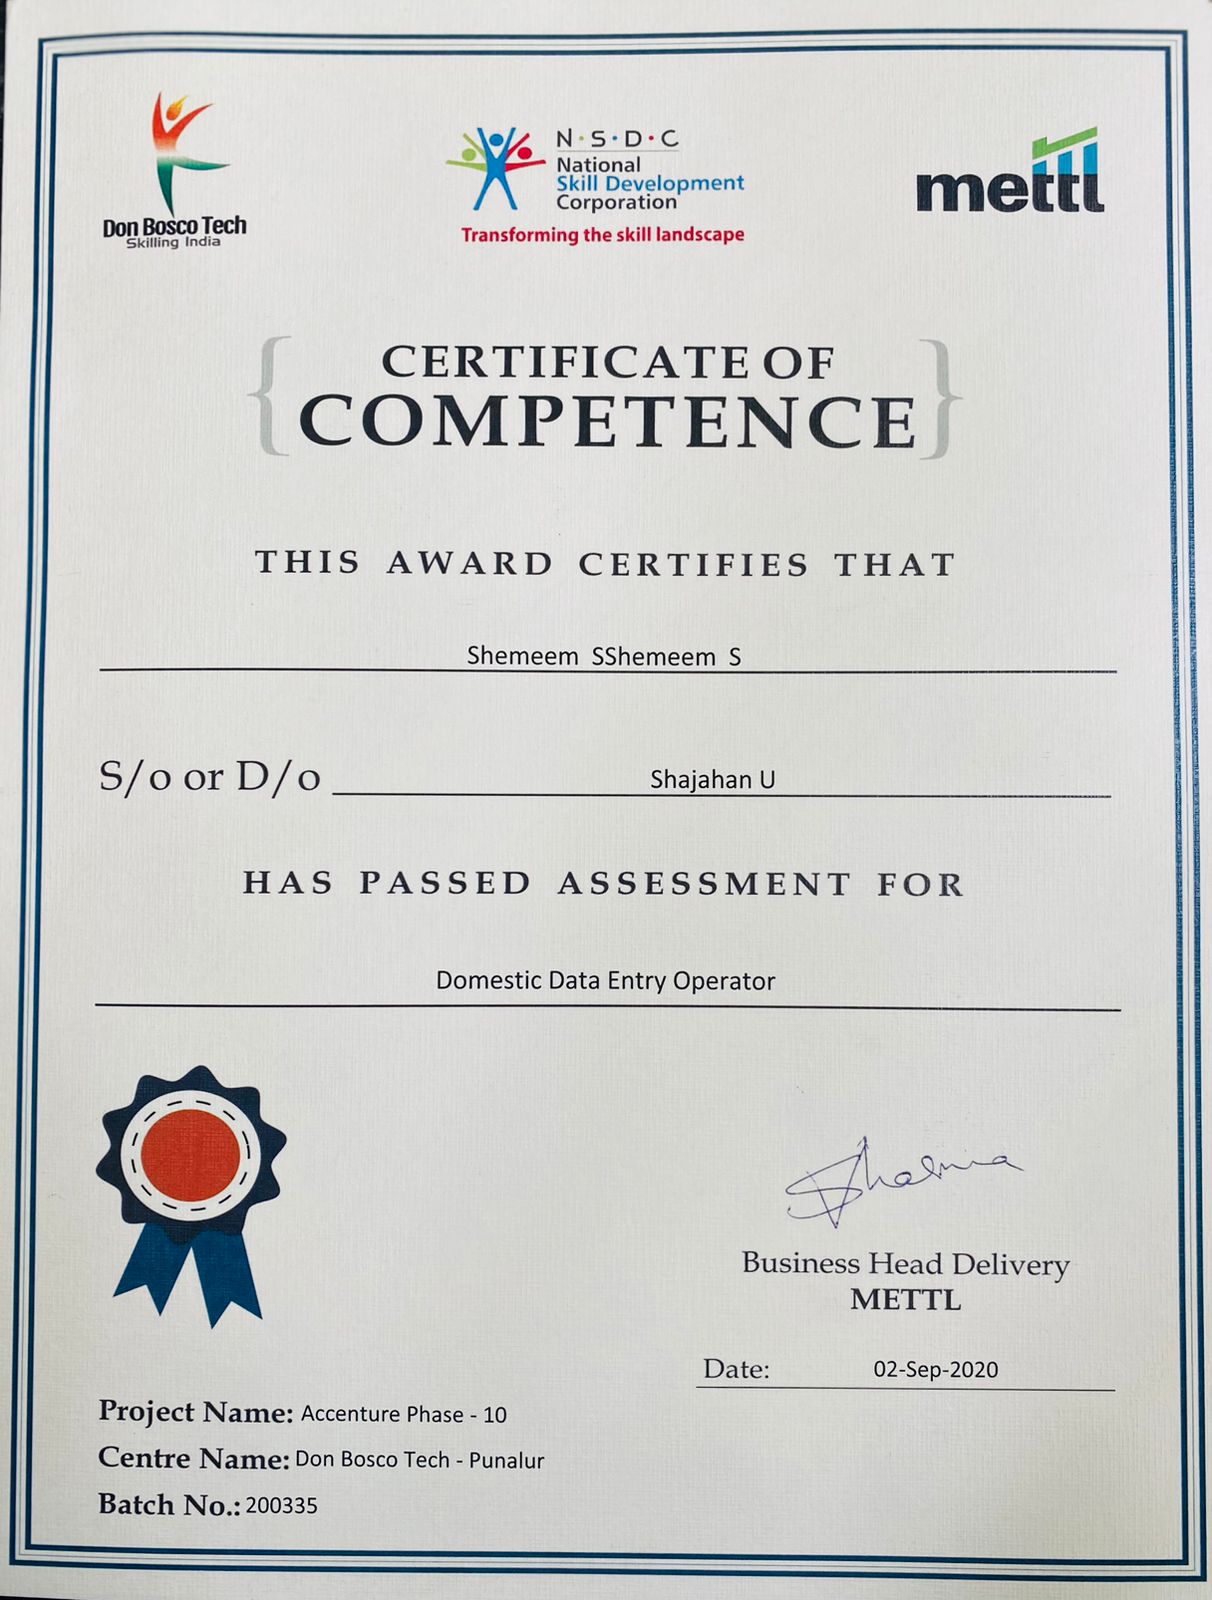 Don Bosco Tech
Skilling India
N·S·D·C
National
Skill Development
Corporation
Transforming the skill landscape
mettl
{CERTIFICATE OF
COMPETENCE}
THIS AWARD CERTIFIES THAT
Shemeem SShemeem S
S/o or D/o Shajahan U
HAS PASSED ASSESSMENT FOR
Domestic Data Entry Operator
Sharma
Business Head Delivery
METTL
Date: 02-Sep-2020
Project Name: Accenture Phase - 10
Centre Name: Don Bosco Tech - Punalur
Batch No.: 200335